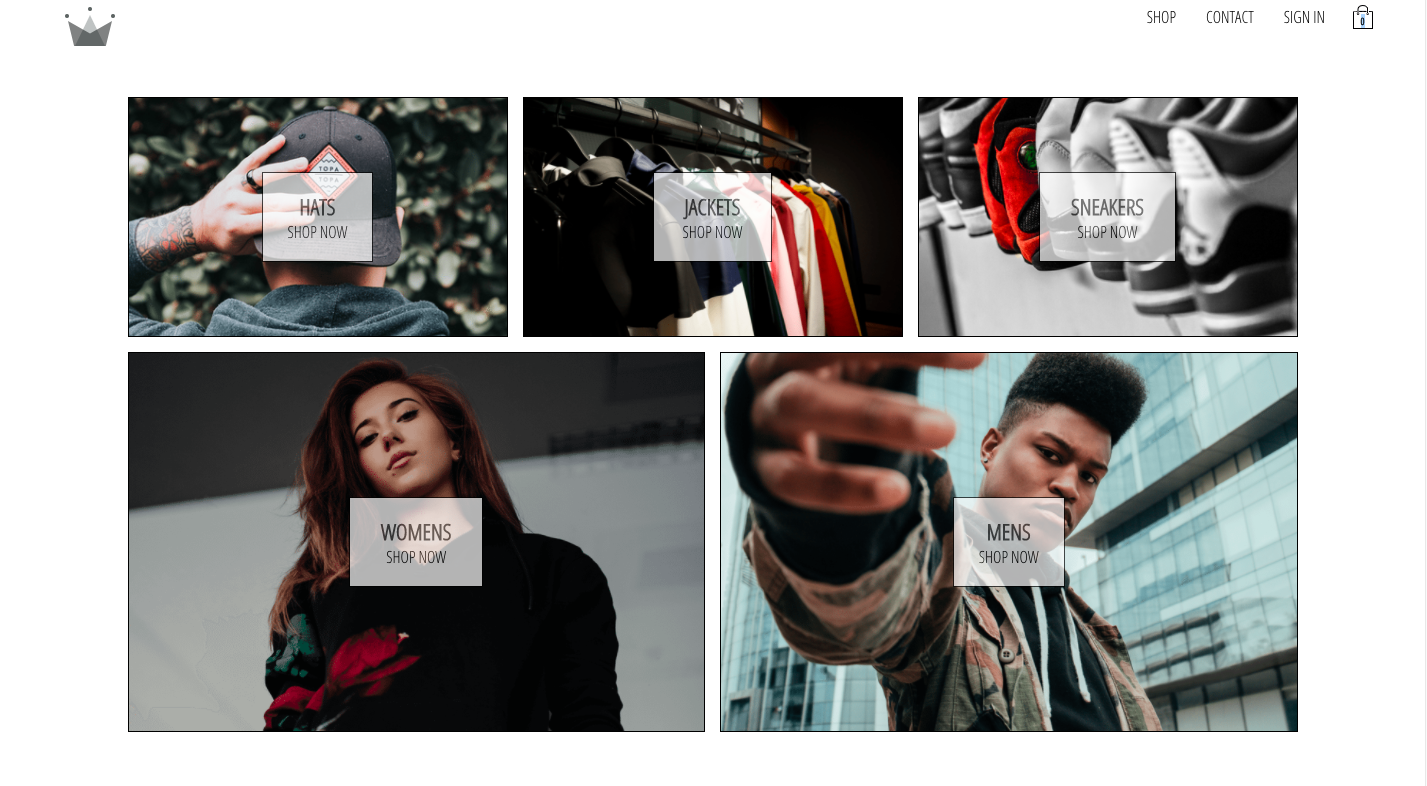 SHOP CONTACT SIGN IN
0
TOPA
TOPA
HATS
SHOP NOW
JACKETS
SHOP NOW
SNEAKERS
SHOP NOW
WOMENS
SHOP NOW
MENS
SHOP NOW